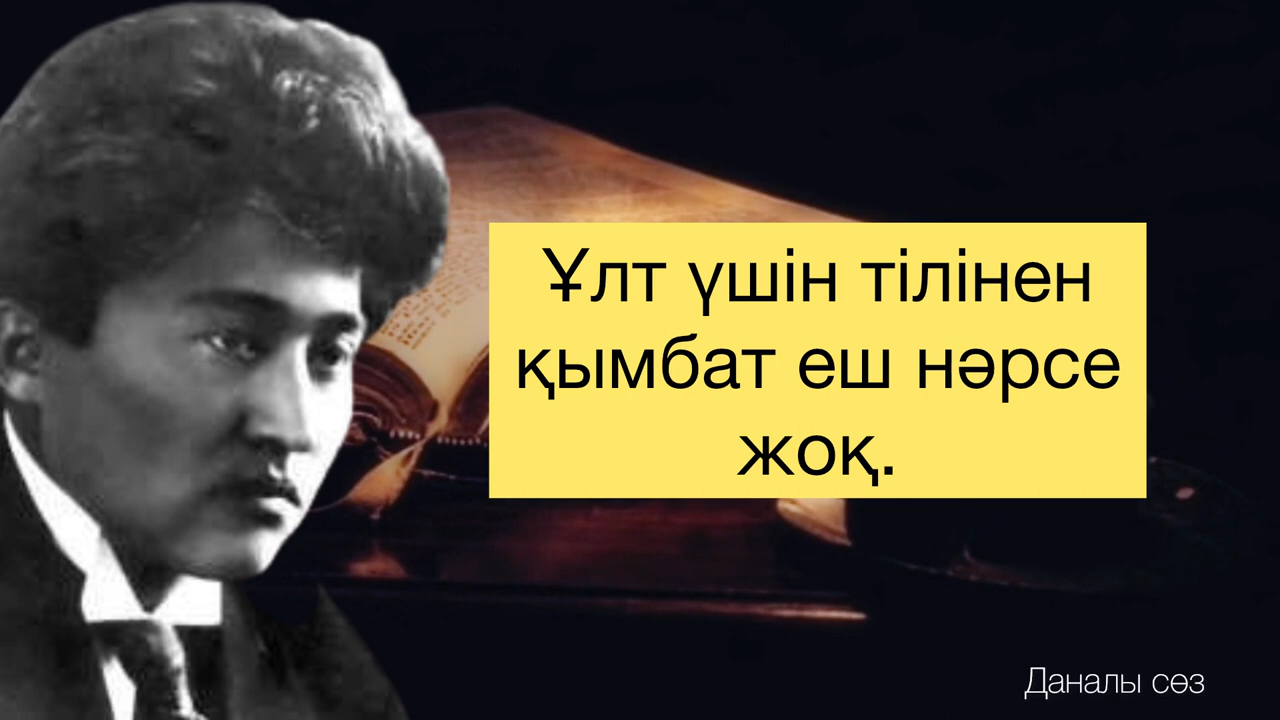 Ұлт үшін тілінен
қымбат еш нәрсе
жоқ.
Даналы сөз